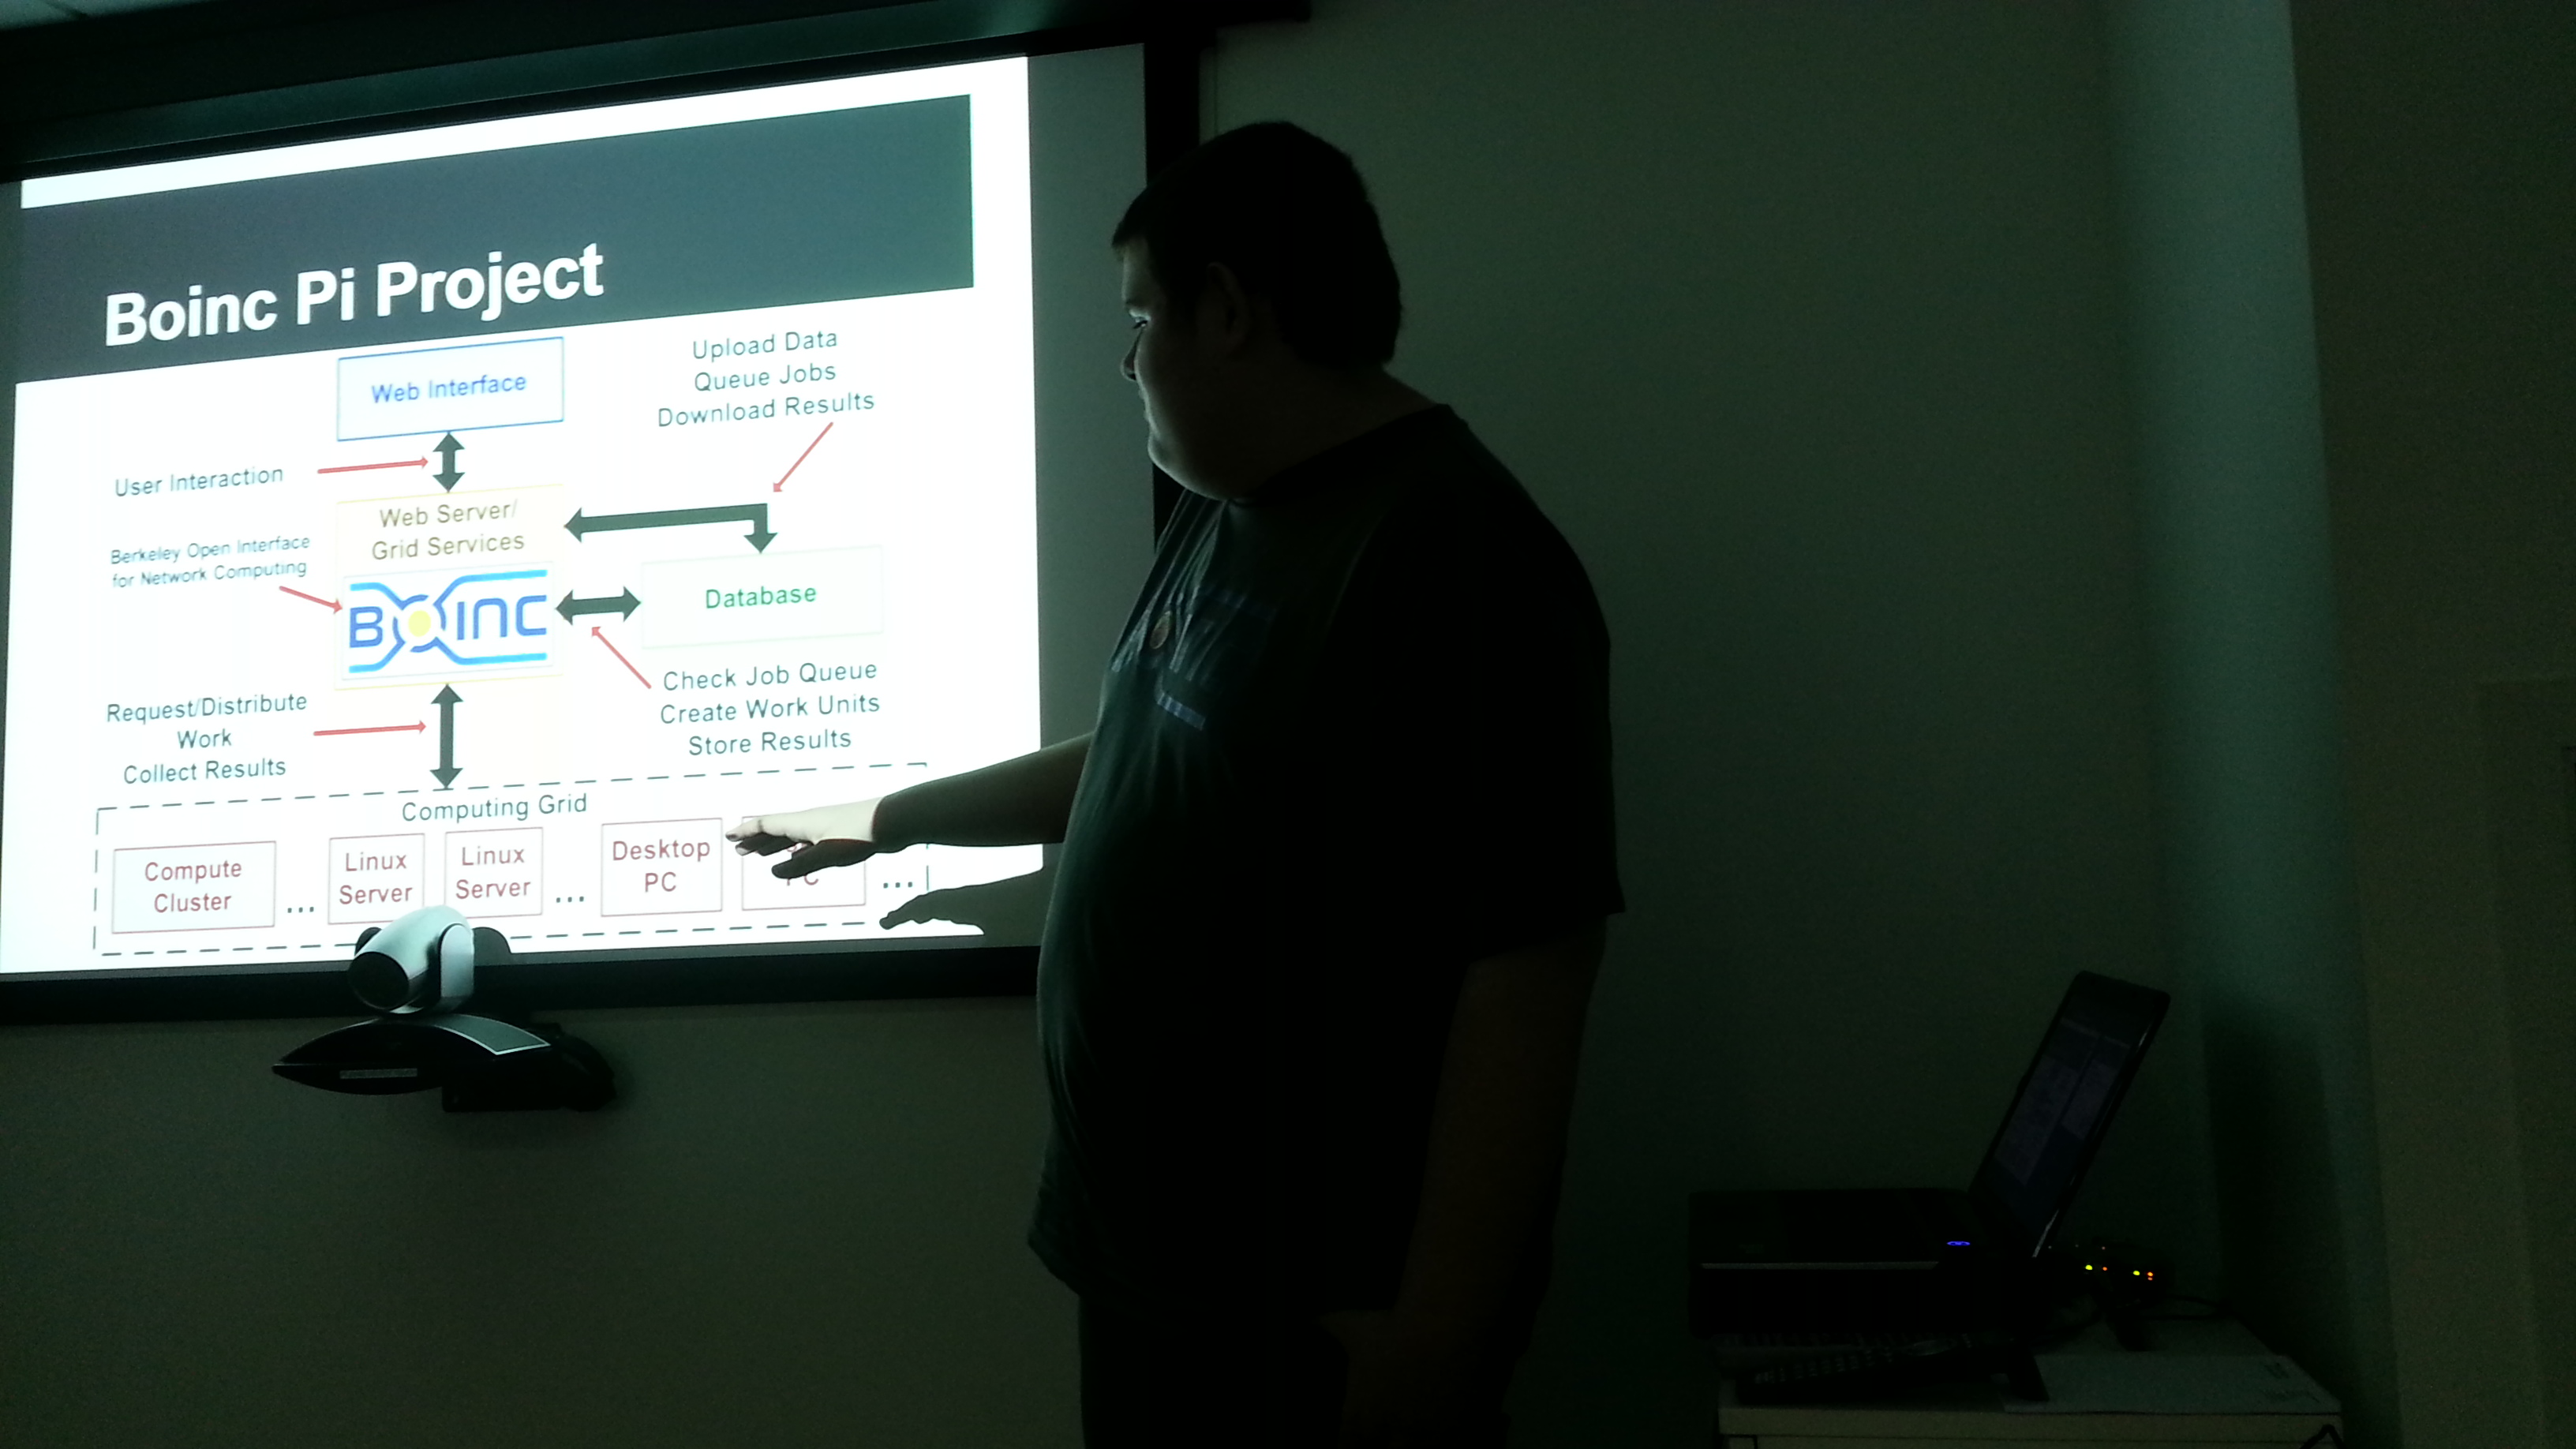 Boinc Pi Project
Web Interface
Upload Data
Queue Jobs
Download Results
User Interaction
Web Server/
Grid Services
Berkeley Open Interface
for Network Computing
BOINC
Database
Check Job Queue
Create Work Units
Store Results
Request/Distribute
Work
Collect Results
Computing Grid
Compute
Cluster
...
Linux
Server
Linux
Server
...
Desktop
PC
PC
...